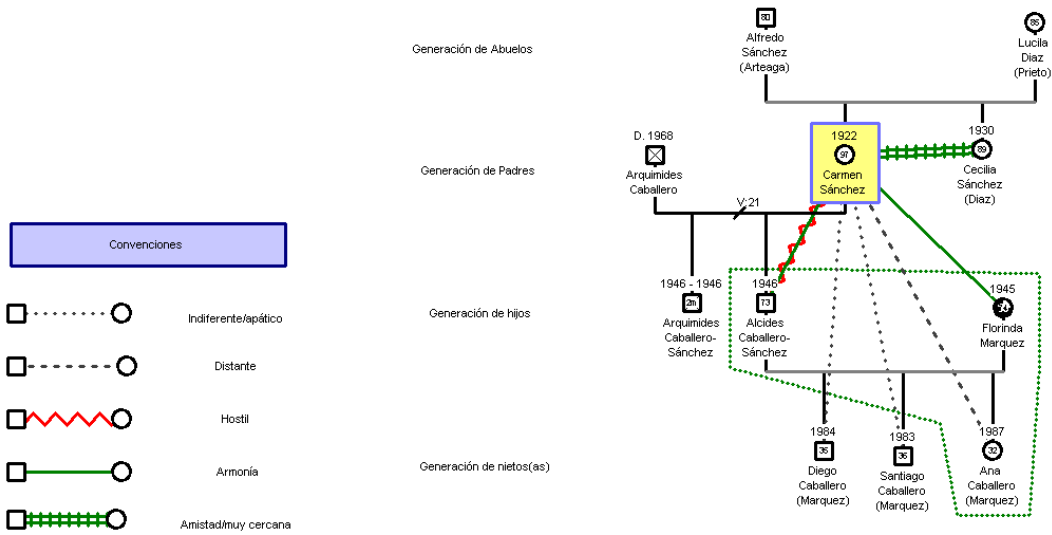 80
Alfredo
Sánchez
(Arteaga)
86
Lucila
Diaz
(Prieto)
Generación de Abuelos
D. 1968
Arquimides
Caballero
1922
97
Carmen
Sánchez
1930
89
Cecilia
Sánchez
(Diaz)
Generación de Padres
V:21
Convenciones
1946 - 1946
2m
Arquimides
Caballero-
Sánchez
1946
73
Alcides
Caballero-
Sánchez
1945
Florinda
Marquez
Generación de hijos
Indiferente/apático
Distante
Hostil
Armonía
Amistad/muy cercana
1984
35
Diego
Caballero
(Marquez)
1983
36
Santiago
Caballero
(Marquez)
1987
32
Ana
Caballero
(Marquez)
Generación de nietos(as)